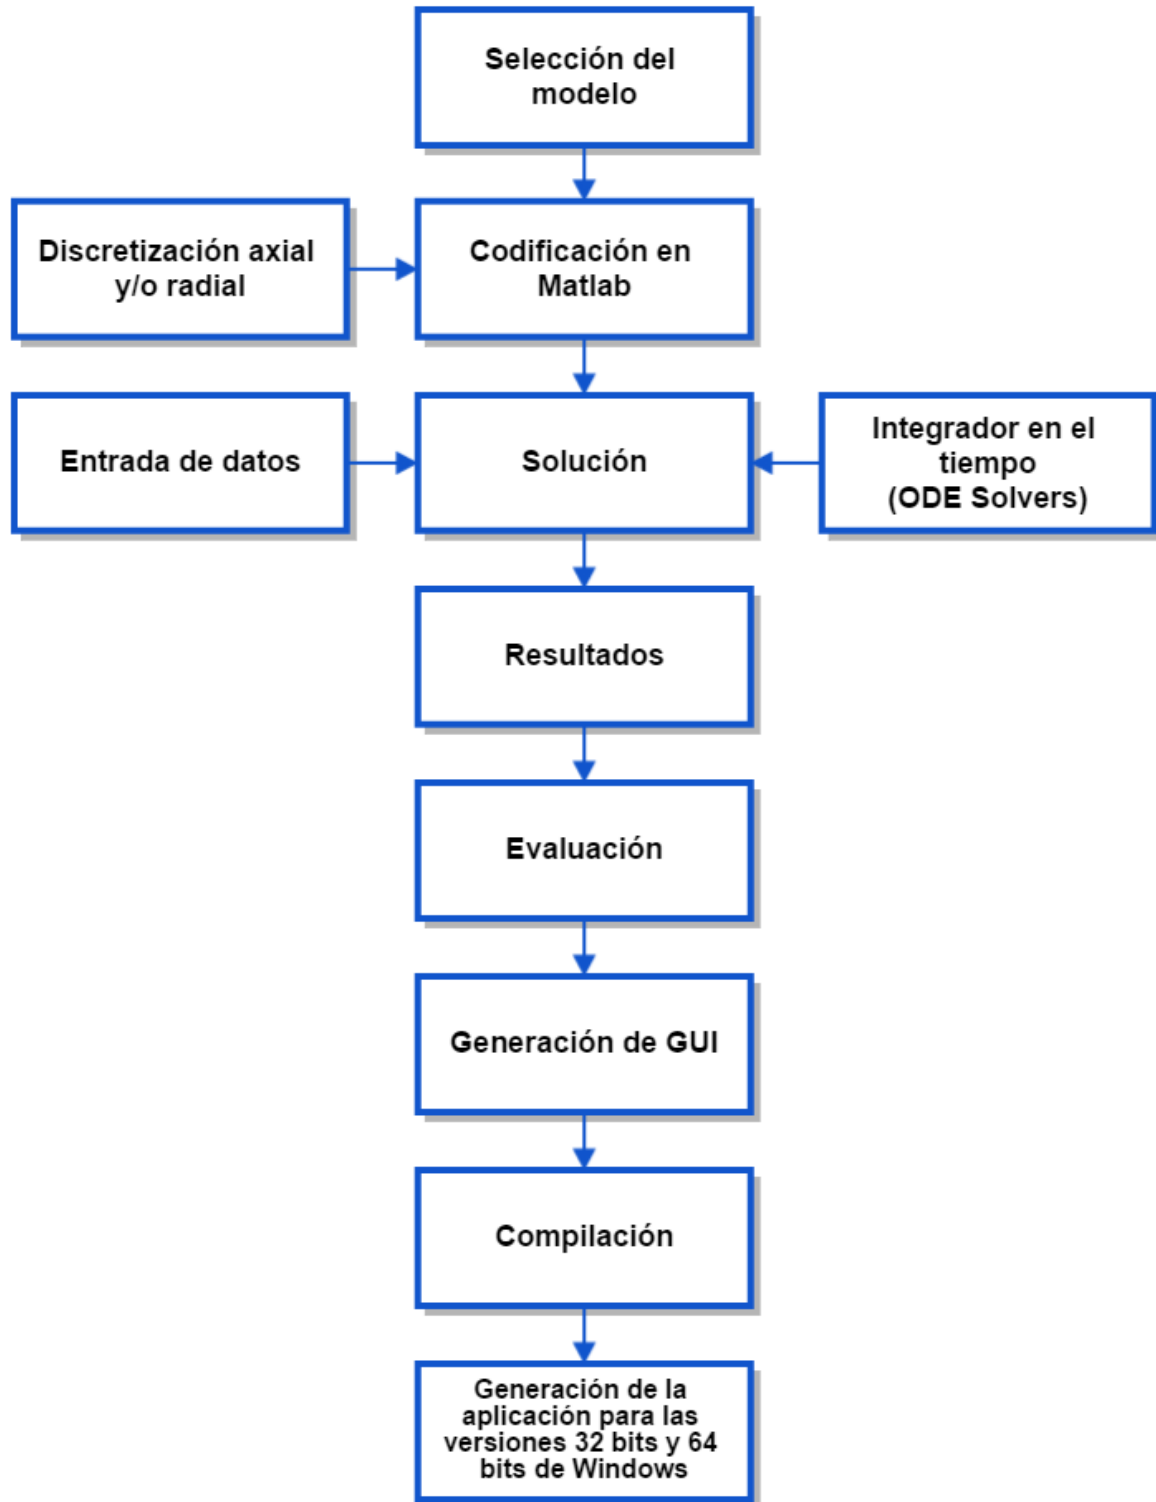 Selección del
modelo
Discretización axial
y/o radial
Codificación en
Matlab
Entrada de datos
Solución
Integrador en el
tiempo
(ODE Solvers)
Resultados
Evaluación
Generación de GUI
Compilación
Generación de la
aplicación para las
versiones 32 bits y 64
bits de Windows